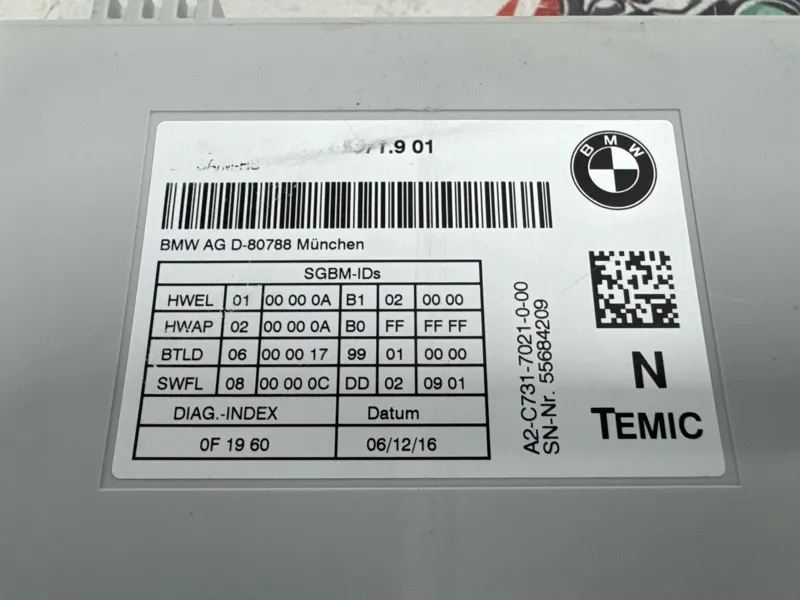 .9 01
BMW
BMW AG D-80788 München
SGBM-IDs
HWEL 01 00 00 0A B1 02 00 00
HWAP 02 00 00 0A B0 FF FF FF
BTLD 06 00 00 17 99 01 00 00
SWFL 08 00 00 0C DD 02 09 01
DIAG.-INDEX Datum
0F 19 60 06/12/16
A2-C731-7021-0-00
SN-Nr. 55684209
N
TEMIC